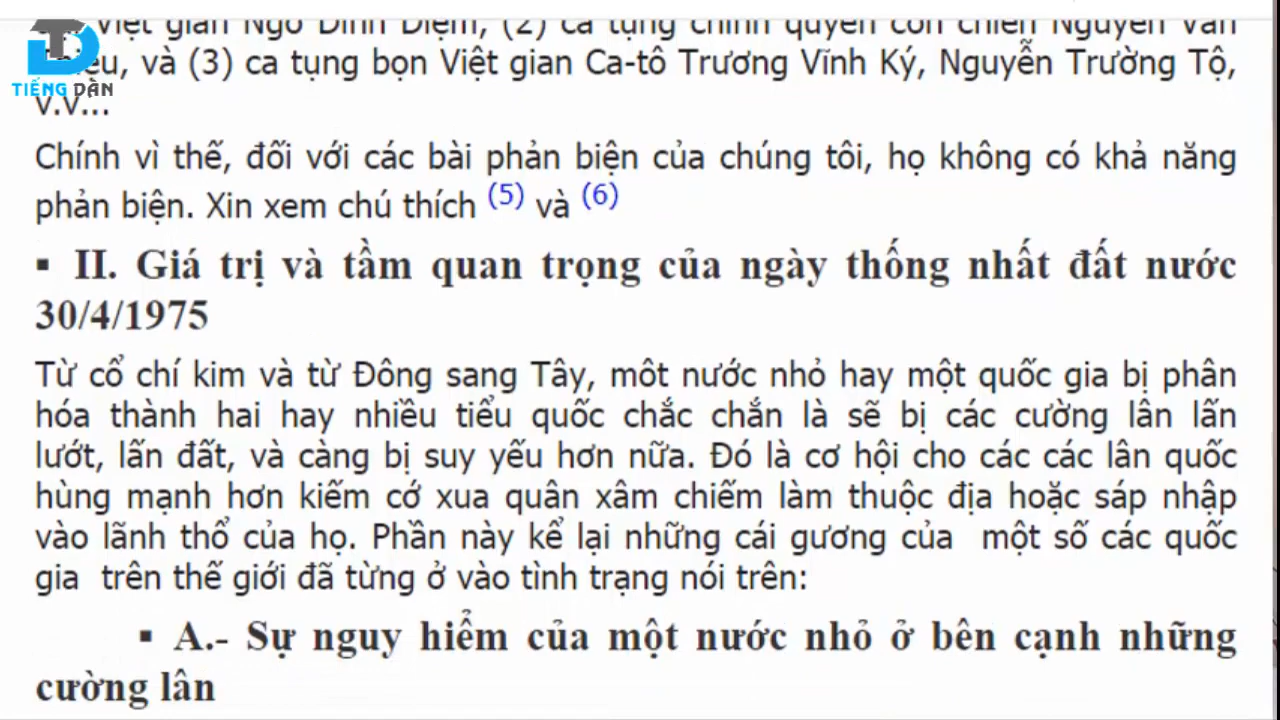 Việt gian Ngô Đình Diệm, (2) ca tụng chính quyền con chiên Nguyễn Văn
Thiệu, và (3) ca tụng bọn Việt gian Ca-tô Trương Vĩnh Ký, Nguyễn Trường Tộ,
TIẾNG DÂN
v.v...
Chính vì thế, đối với các bài phản biện của chúng tôi, họ không có khả năng
phản biện. Xin xem chú thích (5) và (6)
▪ II. Giá trị và tầm quan trọng của ngày thống nhất đất nước
30/4/1975
Từ cổ chí kim và từ Đông sang Tây, môt nước nhỏ hay một quốc gia bị phân
hóa thành hai hay nhiều tiểu quốc chắc chắn là sẽ bị các cường lân lấn
lướt, lấn đất, và càng bị suy yếu hơn nữa. Đó là cơ hội cho các các lân quốc
hùng mạnh hơn kiếm cớ xua quân xâm chiếm làm thuộc địa hoặc sáp nhập
vào lãnh thổ của họ. Phần này kể lại những cái gương của một số các quốc
gia trên thế giới đã từng ở vào tình trạng nói trên:
▪ A.- Sự nguy hiểm của một nước nhỏ ở bên cạnh những
cường lân